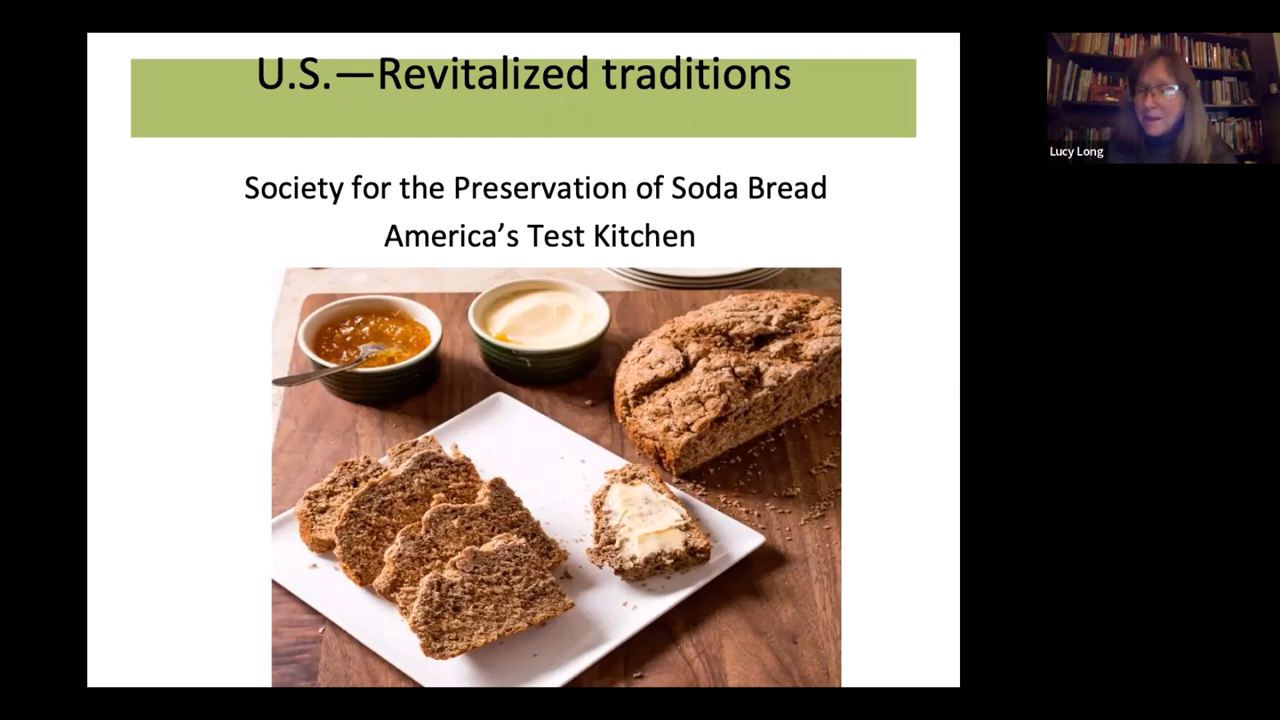 U.S.—Revitalized traditions
Society for the Preservation of Soda Bread
America’s Test Kitchen
Lucy Long